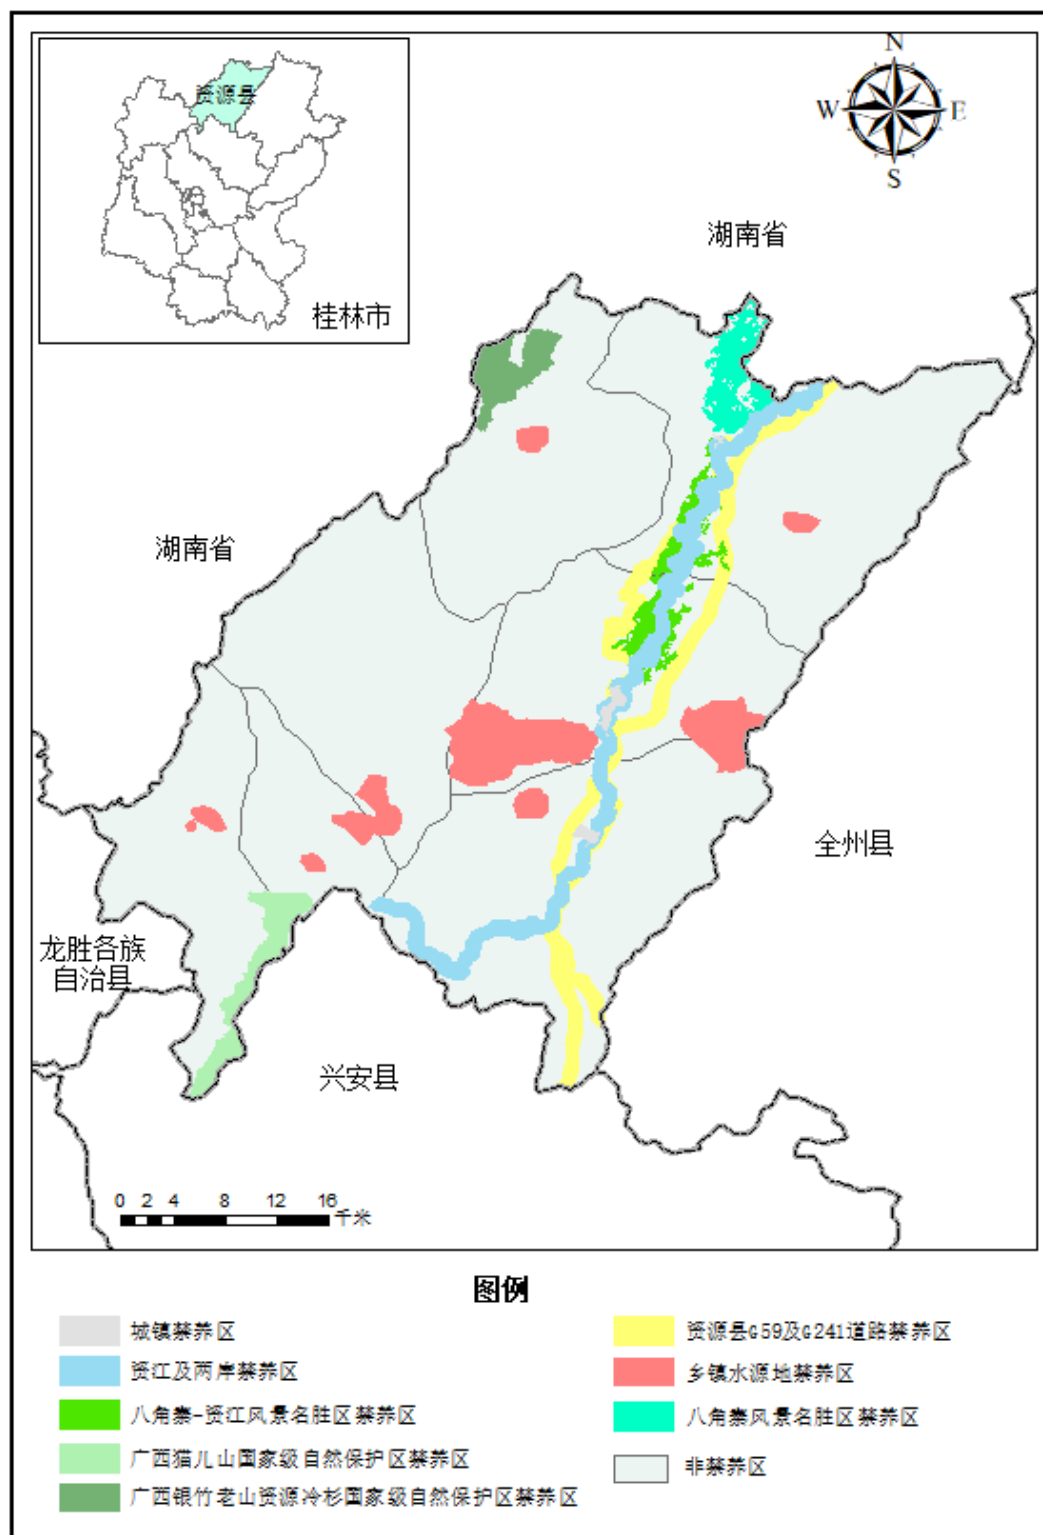 资源县
桂林市
N
W
E
S
湖南省
湖南省
全州县
龙胜各族
自治县
兴安县
0 2 4 8 12 16
千米
图例
城镇禁养区
资江及两岸禁养区
八角寨-资江风景名胜区禁养区
广西猫儿山国家级自然保护区禁养区
广西银竹老山资源冷杉国家级自然保护区禁养区
资源县G59及G241道路禁养区
乡镇水源地禁养区
八角寨风景名胜区禁养区
非禁养区